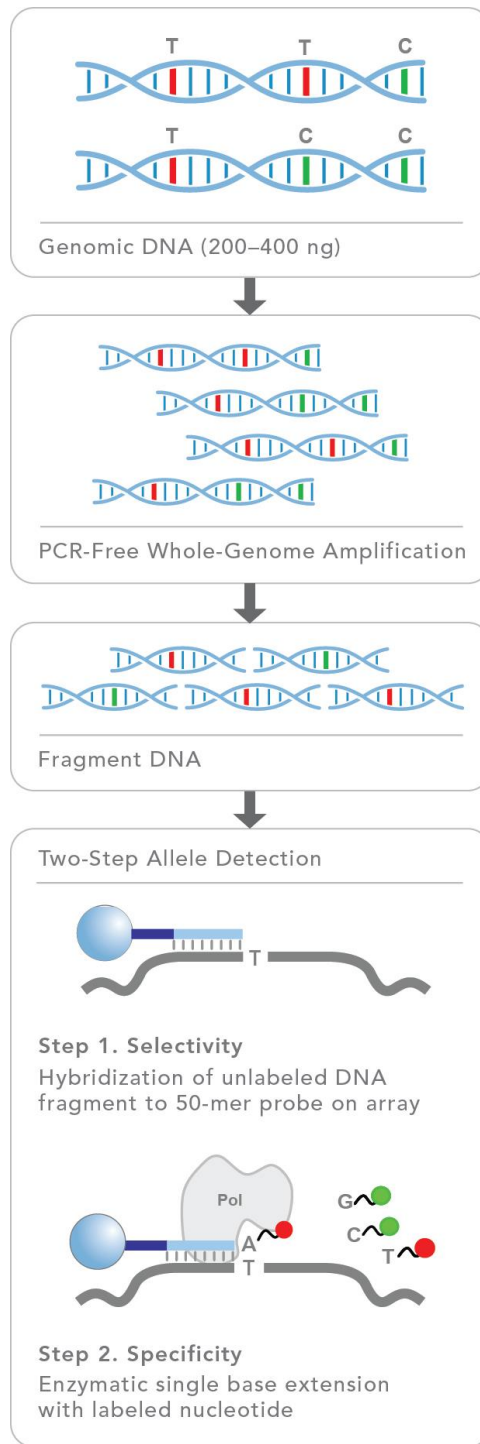 T T C
T C C
Genomic DNA (200–400 ng)
PCR-Free Whole-Genome Amplification
Fragment DNA
Two-Step Allele Detection
T
Step 1. Selectivity
Hybridization of unlabeled DNA
fragment to 50-mer probe on array
Pol
G
C
A
T
T
Step 2. Specificity
Enzymatic single base extension
with labeled nucleotide